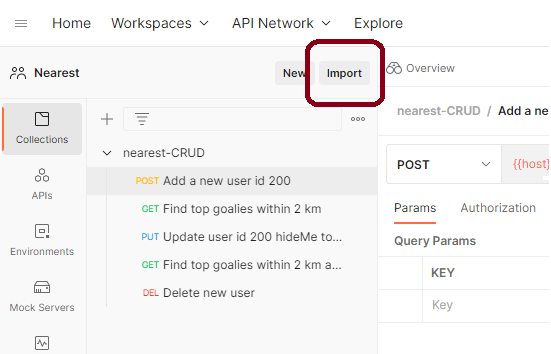 Home Workspaces API Network Explore
Nearest New Import Overview
Collections
APIs
Environments
Mock Servers
nearest-CRUD
POST Add a new user id 200
GET Find top goalies within 2 km
PUT Update user id 200 hideMe to...
GET Find top goalies within 2 km a...
DEL Delete new user
nearest-CRUD / Add a ne
POST {{host}
Params Authorization
Query Params
KEY
Key